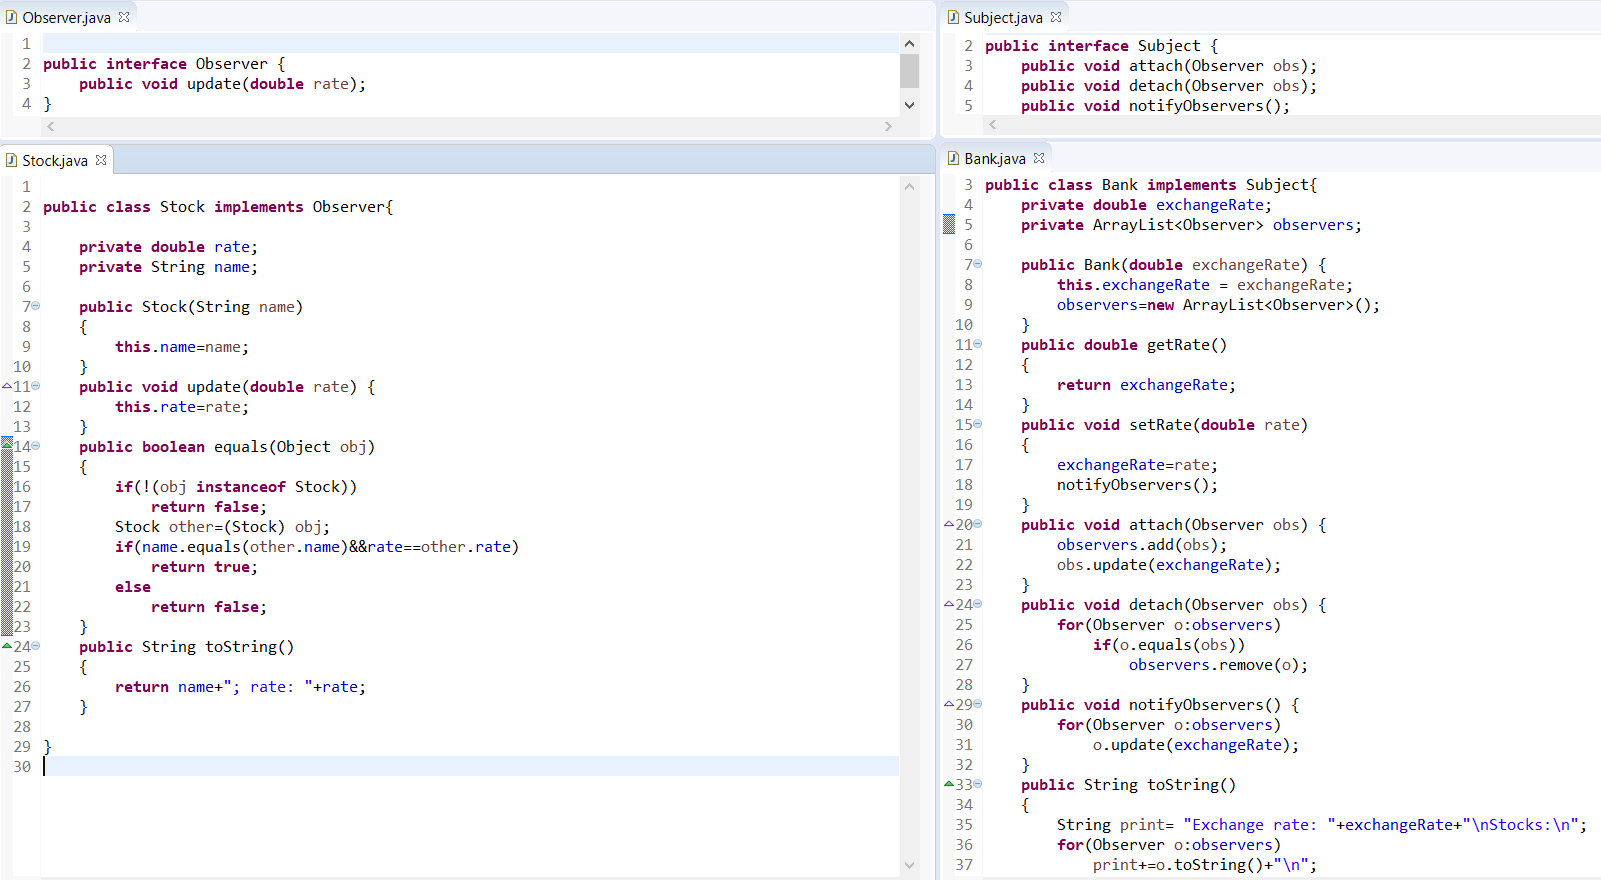 Observer.java
1
2 public interface Observer {
3     public void update(double rate);
4 }
Subject.java
2 public interface Subject {
3     public void attach(Observer obs);
4     public void detach(Observer obs);
5     public void notifyObservers();
Stock.java
1
2 public class Stock implements Observer{
3
4     private double rate;
5     private String name;
6
7     public Stock(String name)
8     {
9         this.name=name;
10     }
11     public void update(double rate) {
12         this.rate=rate;
13     }
14     public boolean equals(Object obj)
15     {
16         if(!(obj instanceof Stock))
17             return false;
18         Stock other=(Stock) obj;
19         if(name.equals(other.name)&&rate==other.rate)
20             return true;
21         else
22             return false;
23     }
24     public String toString()
25     {
26         return name+"; rate: "+rate;
27     }
28
29 }
30
Bank.java
3 public class Bank implements Subject{
4     private double exchangeRate;
5     private ArrayList<Observer> observers;
6
7     public Bank(double exchangeRate) {
8         this.exchangeRate = exchangeRate;
9         observers=new ArrayList<Observer>();
10     }
11     public double getRate()
12     {
13         return exchangeRate;
14     }
15     public void setRate(double rate)
16     {
17         exchangeRate=rate;
18         notifyObservers();
19     }
20     public void attach(Observer obs) {
21         observers.add(obs);
22         obs.update(exchangeRate);
23     }
24     public void detach(Observer obs) {
25         for(Observer o:observers)
26             if(o.equals(obs))
27                 observers.remove(o);
28     }
29     public void notifyObservers() {
30         for(Observer o:observers)
31             o.update(exchangeRate);
32     }
33     public String toString()
34     {
35         String print= "Exchange rate: "+exchangeRate+"\nStocks:\n";
36         for(Observer o:observers)
37             print+=o.toString()+"\n";